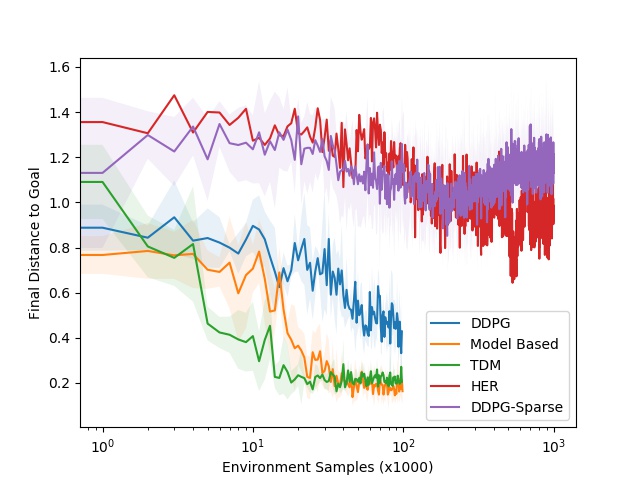 1.6
1.4
1.2
1.0
0.8
0.6
0.4
0.2
Final Distance to Goal
DDPG
Model Based
TDM
HER
DDPG-Sparse
10⁰
10¹
10²
10³
Environment Samples (x1000)